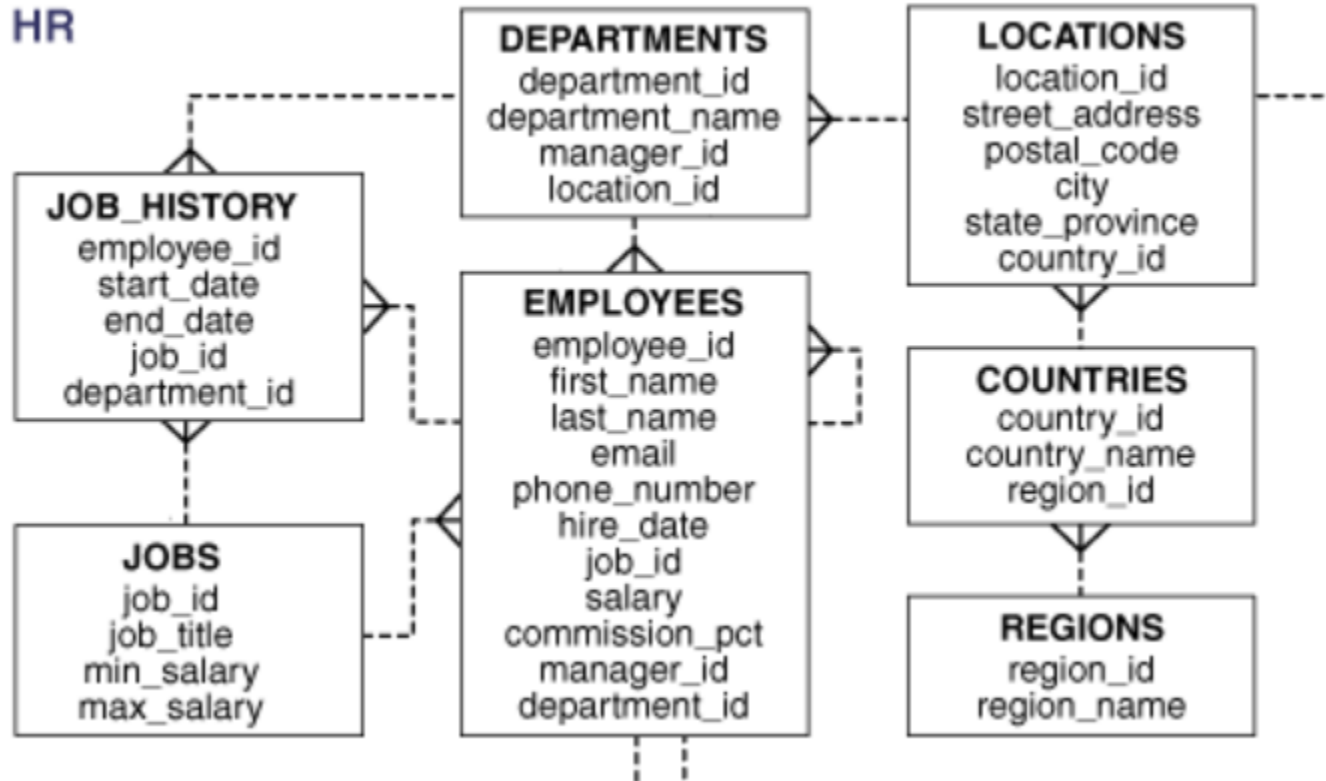 HR
DEPARTMENTS
department_id
department_name
manager_id
location_id
LOCATIONS
location_id
street_address
postal_code
city
state_province
country_id
JOB_HISTORY
employee_id
start_date
end_date
job_id
department_id
EMPLOYEES
employee_id
first_name
last_name
email
phone_number
hire_date
job_id
salary
commission_pct
manager_id
department_id
COUNTRIES
country_id
country_name
region_id
JOBS
job_id
job_title
min_salary
max_salary
REGIONS
region_id
region_name